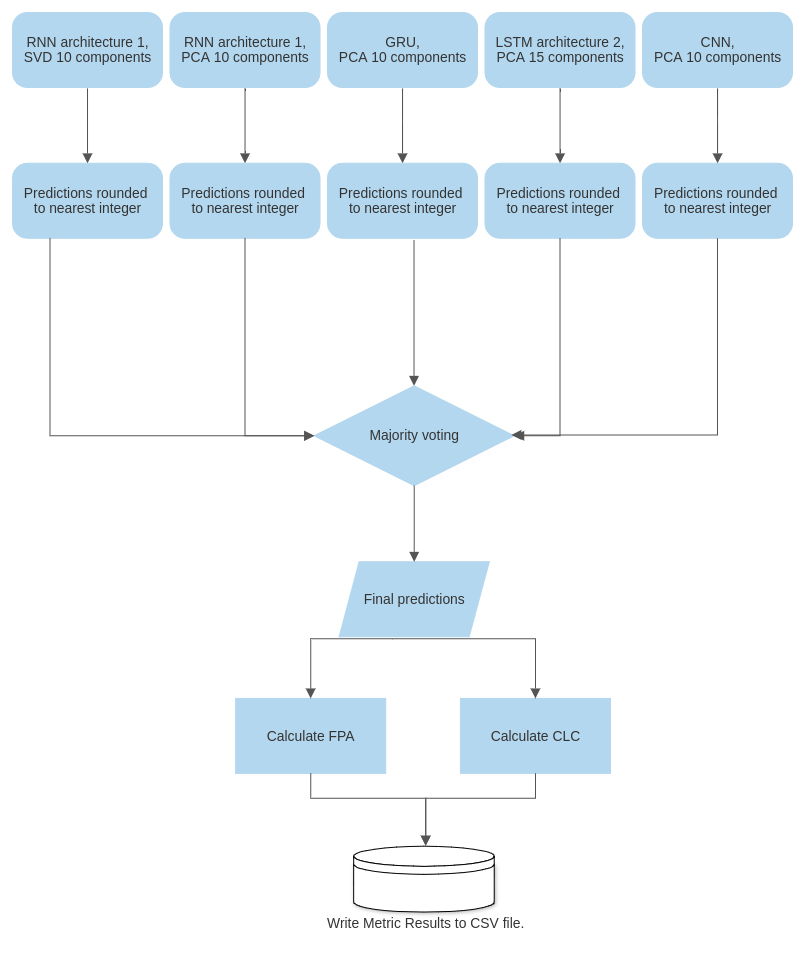 RNN architecture 1,
SVD 10 components
RNN architecture 1,
PCA 10 components
GRU,
PCA 10 components
LSTM architecture 2,
PCA 15 components
CNN,
PCA 10 components
Predictions rounded
to nearest integer
Predictions rounded
to nearest integer
Predictions rounded
to nearest integer
Predictions rounded
to nearest integer
Predictions rounded
to nearest integer
Majority voting
Final predictions
Calculate FPA
Calculate CLC
Write Metric Results to CSV file.